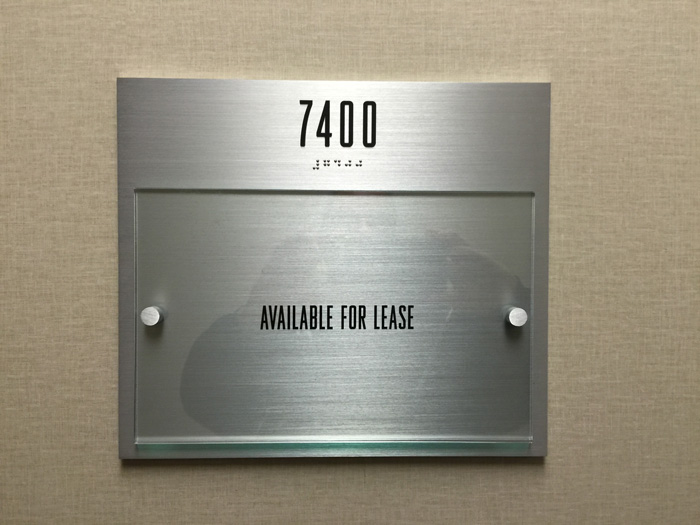 7400
⠼⠛⠙⠚⠚
AVAILABLE FOR LEASE